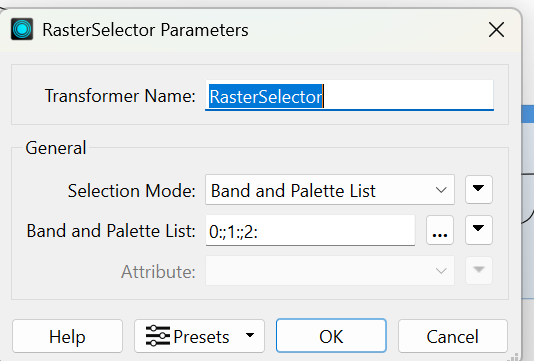 RasterSelector Parameters
Transformer Name: RasterSelector
General
Selection Mode: Band and Palette List
Band and Palette List: 0:;1:;2: ...
Attribute:
Help Presets OK Cancel